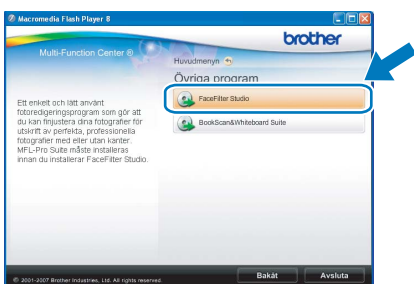 Macromedia Flash Player 8
brother
Multi-Function Center ®
Huvudmenyn
Övriga program
FaceFilter Studio
BookScan&Whiteboard Suite
Ett enkelt och lätt använt
fotoredigeringsprogram som gör att
du kan finjustera dina fotografier för
utskrift av perfekta, professionella
fotografier med eller utan kanter.
MFL-Pro Suite måste installeras
innan du installerar FaceFilter Studio.
© 2001-2007 Brother Industries, Ltd. All rights reserved.
Bakåt
Avsluta